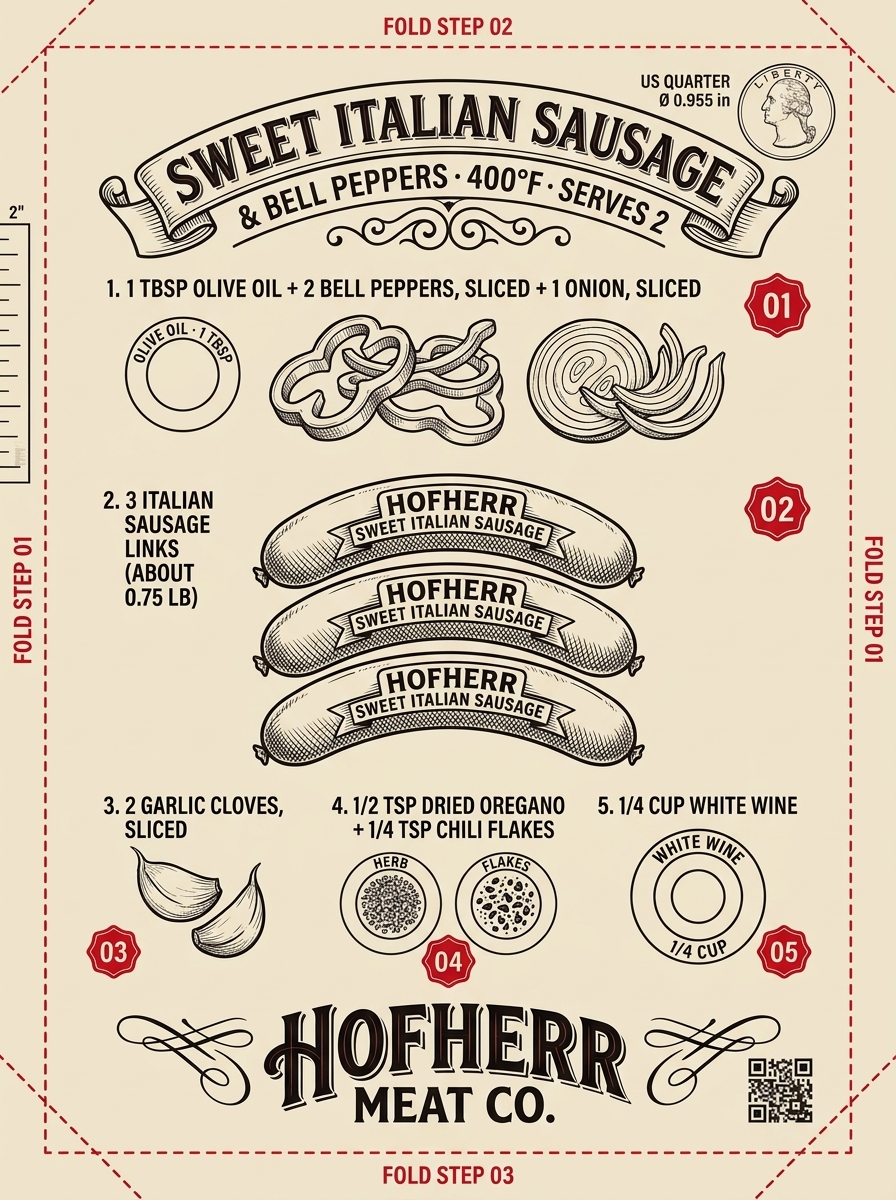 FOLD STEP 02
US QUARTER
Ø 0.955 in
LIBERTY
SWEET ITALIAN SAUSAGE
& BELL PEPPERS · 400°F · SERVES 2
2"
1. 1 TBSP OLIVE OIL + 2 BELL PEPPERS, SLICED + 1 ONION, SLICED
01
OLIVE OIL · 1 TBSP
2. 3 ITALIAN
SAUSAGE
LINKS
(ABOUT
0.75 LB)
02
HOFHERR
SWEET ITALIAN SAUSAGE
HOFHERR
SWEET ITALIAN SAUSAGE
HOFHERR
SWEET ITALIAN SAUSAGE
FOLD STEP 01
FOLD STEP 01
3. 2 GARLIC CLOVES,
SLICED
03
4. 1/2 TSP DRIED OREGANO
+ 1/4 TSP CHILI FLAKES
HERB
FLAKES
04
5. 1/4 CUP WHITE WINE
WHITE WINE
1/4 CUP
05
HOFHERR
MEAT CO.
FOLD STEP 03